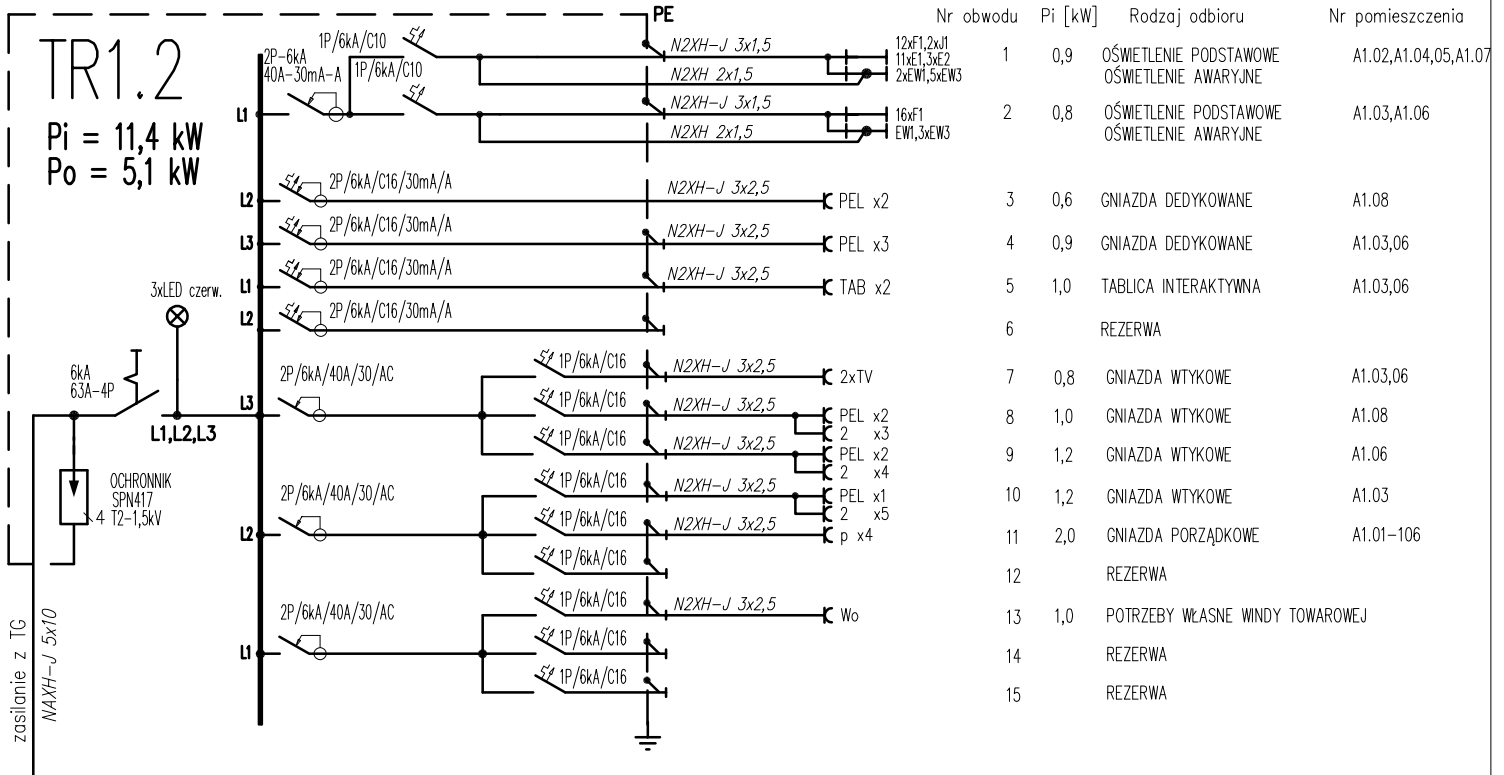 TR1.2
Pi = 11,4 kW
Po = 5,1 kW
PE
Nr obwodu Pi [kW] Rodzaj odbioru Nr pomieszczenia
2P-6kA
40A-30mA-A
1P/6kA/C10
1P/6kA/C10
L1
N2XH-J 3x1,5
N2XH 2x1,5
12xF1,2xJ1
11xE1,3xE2
2xEW1,5xEW3
1 0,9 OŚWIETLENIE PODSTAWOWE A1.02,A1.04,05,A1.07
OŚWIETLENIE AWARYJNE
N2XH-J 3x1,5
N2XH 2x1,5
16xF1
EW1,3xEW3
2 0,8 OŚWIETLENIE PODSTAWOWE A1.03,A1.06
OŚWIETLENIE AWARYJNE
L2 2P/6kA/C16/30mA/A N2XH-J 3x2,5 PEL x2 3 0,6 GNIAZDA DEDYKOWANE A1.08
L3 2P/6kA/C16/30mA/A N2XH-J 3x2,5 PEL x3 4 0,9 GNIAZDA DEDYKOWANE A1.03,06
L1 2P/6kA/C16/30mA/A N2XH-J 3x2,5 TAB x2 5 1,0 TABLICA INTERAKTYWNA A1.03,06
L2 2P/6kA/C16/30mA/A 6 REZERWA
3xLED czerw.
6kA
63A-4P
L1,L2,L3
OCHRONNIK
SPN417
4 T2-1,5kV
zasilanie z TG
NAXH-J 5x10
L3 2P/6kA/40A/30/AC
1P/6kA/C16 N2XH-J 3x2,5 2xTV 7 0,8 GNIAZDA WTYKOWE A1.03,06
1P/6kA/C16 N2XH-J 3x2,5 PEL x2 8 1,0 GNIAZDA WTYKOWE A1.08
2 x3
1P/6kA/C16 N2XH-J 3x2,5 PEL x2 9 1,2 GNIAZDA WTYKOWE A1.06
2 x4
L2 2P/6kA/40A/30/AC
1P/6kA/C16 N2XH-J 3x2,5 PEL x1 10 1,2 GNIAZDA WTYKOWE A1.03
2 x5
1P/6kA/C16 N2XH-J 3x2,5 p x4 11 2,0 GNIAZDA PORZĄDKOWE A1.01-106
1P/6kA/C16 12 REZERWA
L1 2P/6kA/40A/30/AC
1P/6kA/C16 N2XH-J 3x2,5 Wo 13 1,0 POTRZEBY WŁASNE WINDY TOWAROWEJ
1P/6kA/C16 14 REZERWA
1P/6kA/C16 15 REZERWA